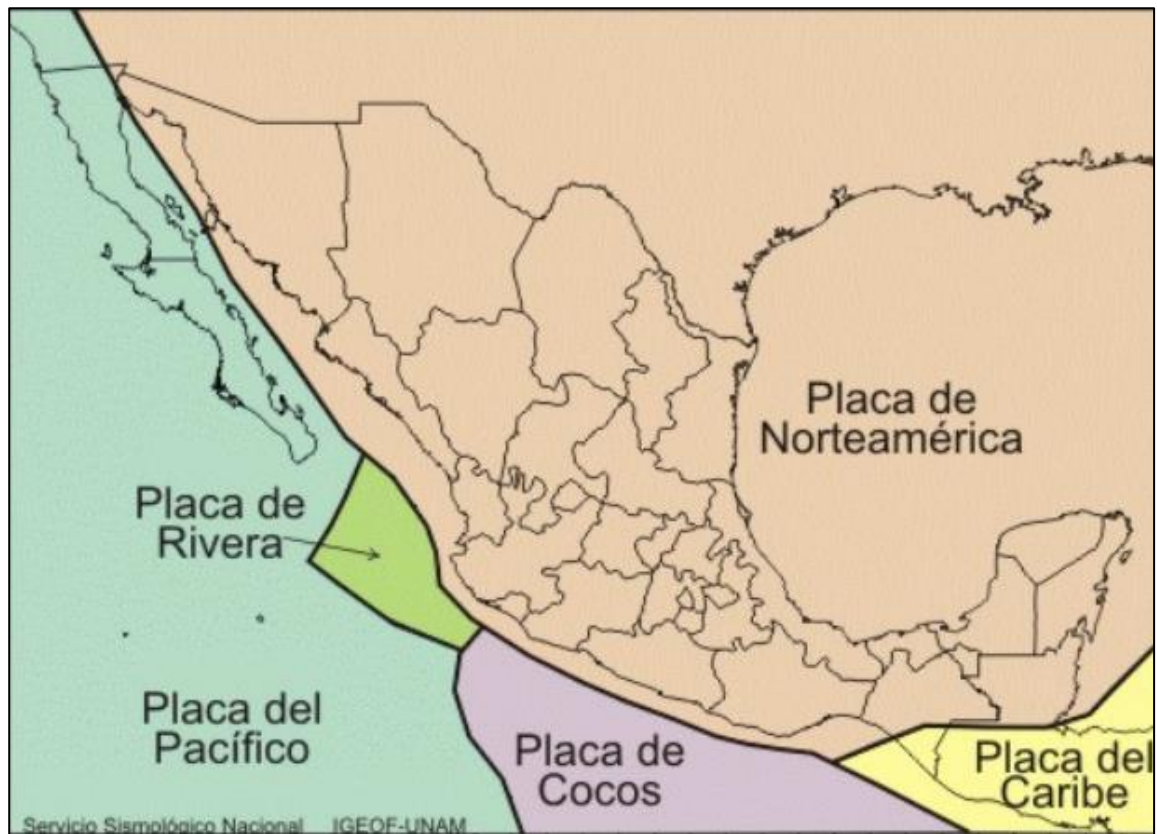 Placa de
Norteamérica
Placa de
Rivera
Placa del
Pacífico
Placa de
Cocos
Placa del
Caribe
Servicio Sismológico Nacional IGEOF-UNAM